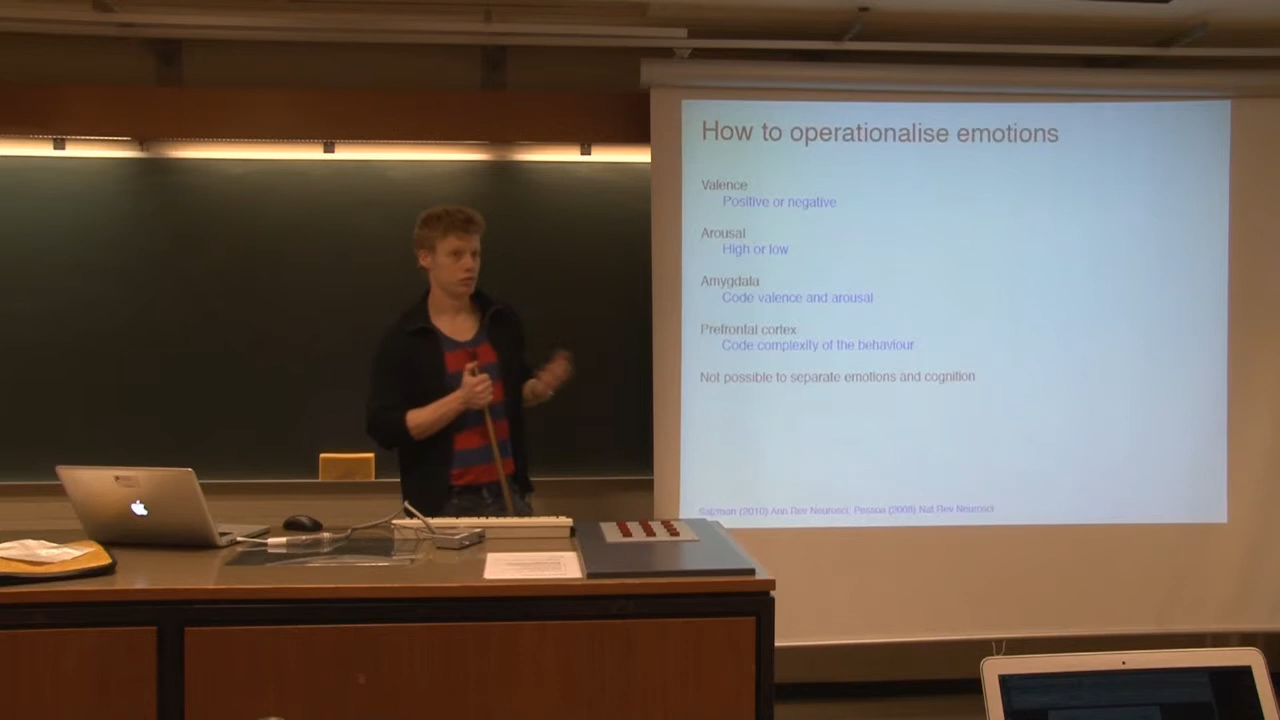 How to operationalise emotions
Valence
Positive or negative
Arousal
High or low
Amygdala
Code valence and arousal
Prefrontal cortex
Code complexity of the behaviour
Not possible to separate emotions and cognition
Salzman (2010) Ann Rev Neurosci; Pessoa (2008) Nat Rev Neurosci